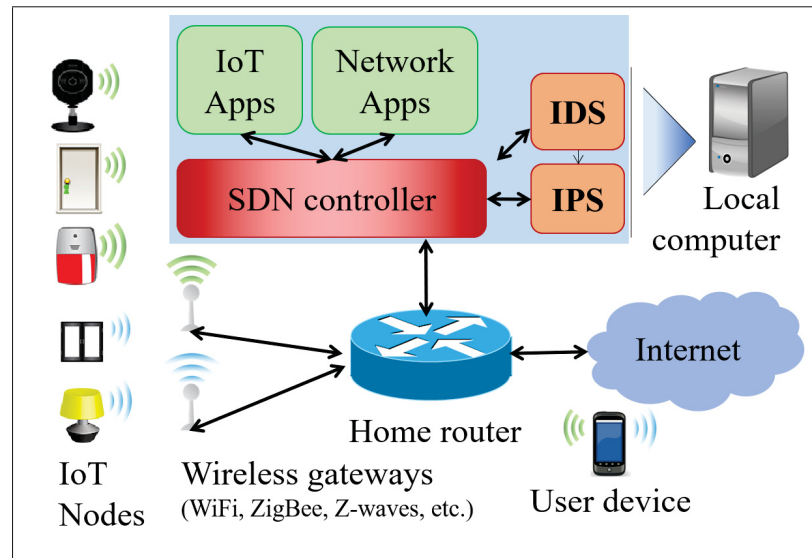 IoT
Apps
Network
Apps
IDS
SDN controller
IPS
Local
computer
Internet
Home router
IoT
Nodes
Wireless gateways
(WiFi, ZigBee, Z-waves, etc.)
User device